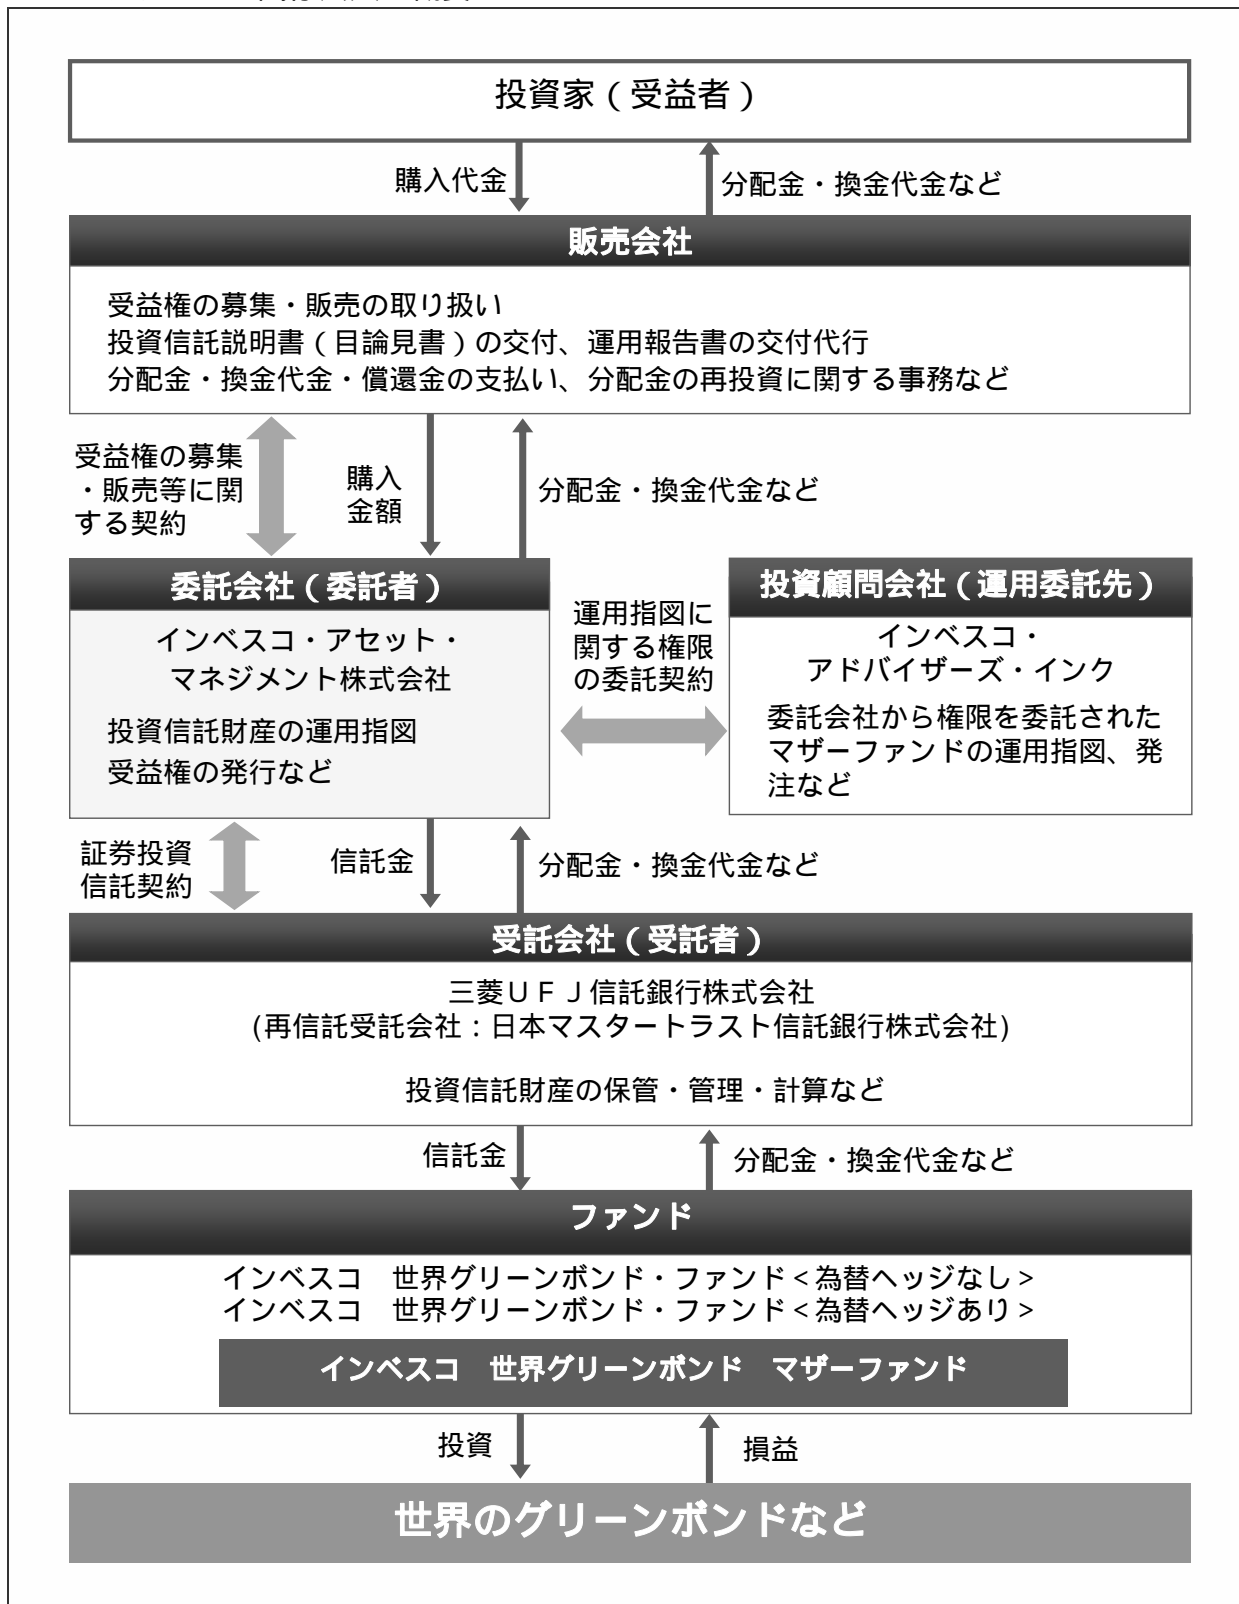 投資家（受益者）
購入代金
分配金・換金代金など
販売会社
受益権の募集・販売の取り扱い
投資信託説明書（目論見書）の交付、運用報告書の交付代行
分配金・換金代金・償還金の支払い、分配金の再投資に関する事務など
受益権の募集
・販売等に関
する契約
購入
金額
分配金・換金代金など
委託会社（委託者）
インベスコ・アセット・
マネジメント株式会社
投資信託財産の運用指図
受益権の発行など
運用指図に
関する権限
の委託契約
投資顧問会社（運用委託先）
インベスコ・
アドバイザーズ・インク
委託会社から権限を委託された
マザーファンドの運用指図、発
注など
証券投資
信託契約
信託金
分配金・換金代金など
受託会社（受託者）
三菱ＵＦＪ信託銀行株式会社
(再信託受託会社：日本マスタートラスト信託銀行株式会社)
投資信託財産の保管・管理・計算など
信託金
分配金・換金代金など
ファンド
インベスコ　世界グリーンボンド・ファンド＜為替ヘッジなし＞
インベスコ　世界グリーンボンド・ファンド＜為替ヘッジあり＞
インベスコ　世界グリーンボンド　マザーファンド
投資
損益
世界のグリーンボンドなど